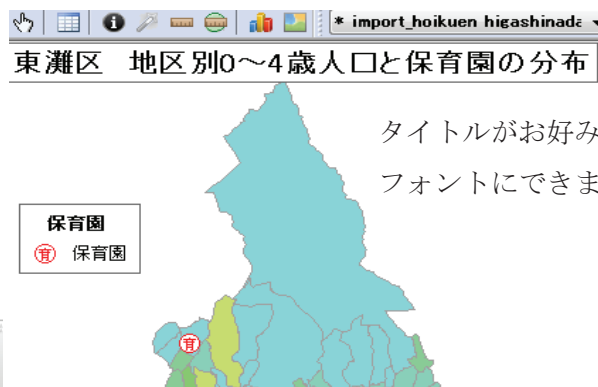 * import_hoikuen higashinada
東灘区 地区別0～4歳人口と保育園の分布
タイトルがお好み
フォントにできま
保育園
育 保育園
育